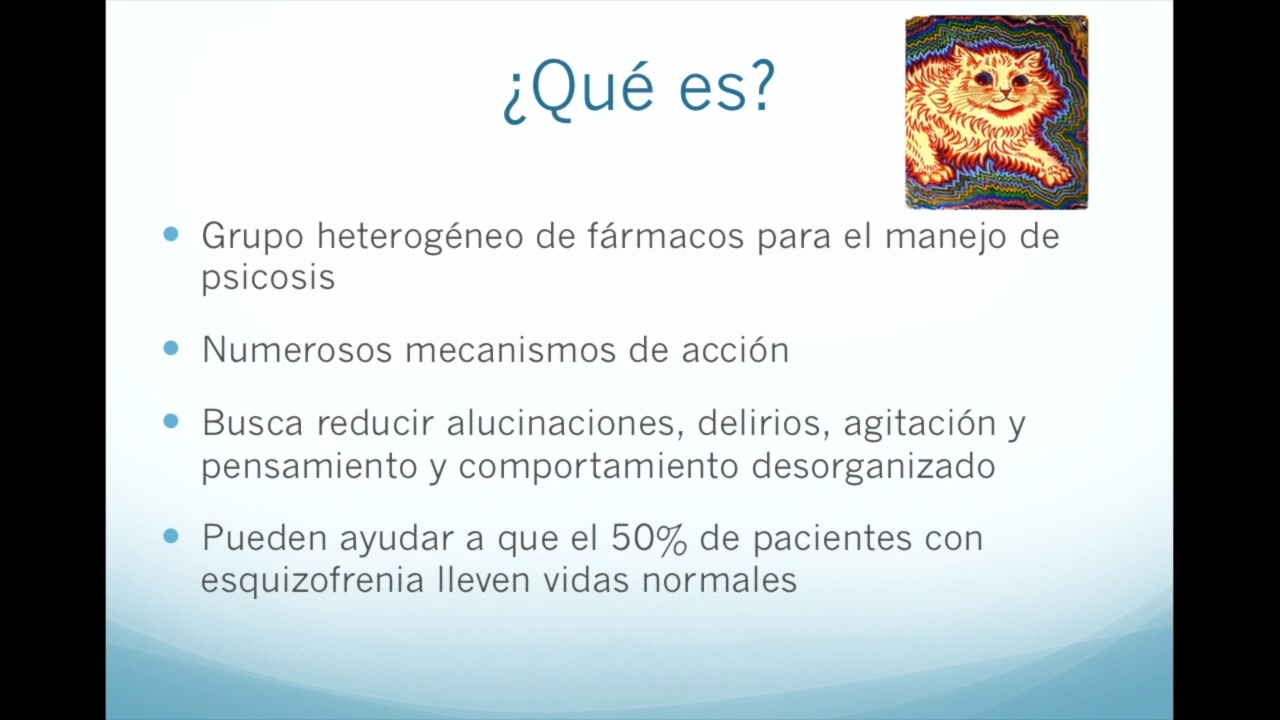 ¿Qué es?
Grupo heterogéneo de fármacos para el manejo de
psicosis
Numerosos mecanismos de acción
Busca reducir alucinaciones, delirios, agitación y
pensamiento y comportamiento desorganizado
Pueden ayudar a que el 50% de pacientes con
esquizofrenia lleven vidas normales